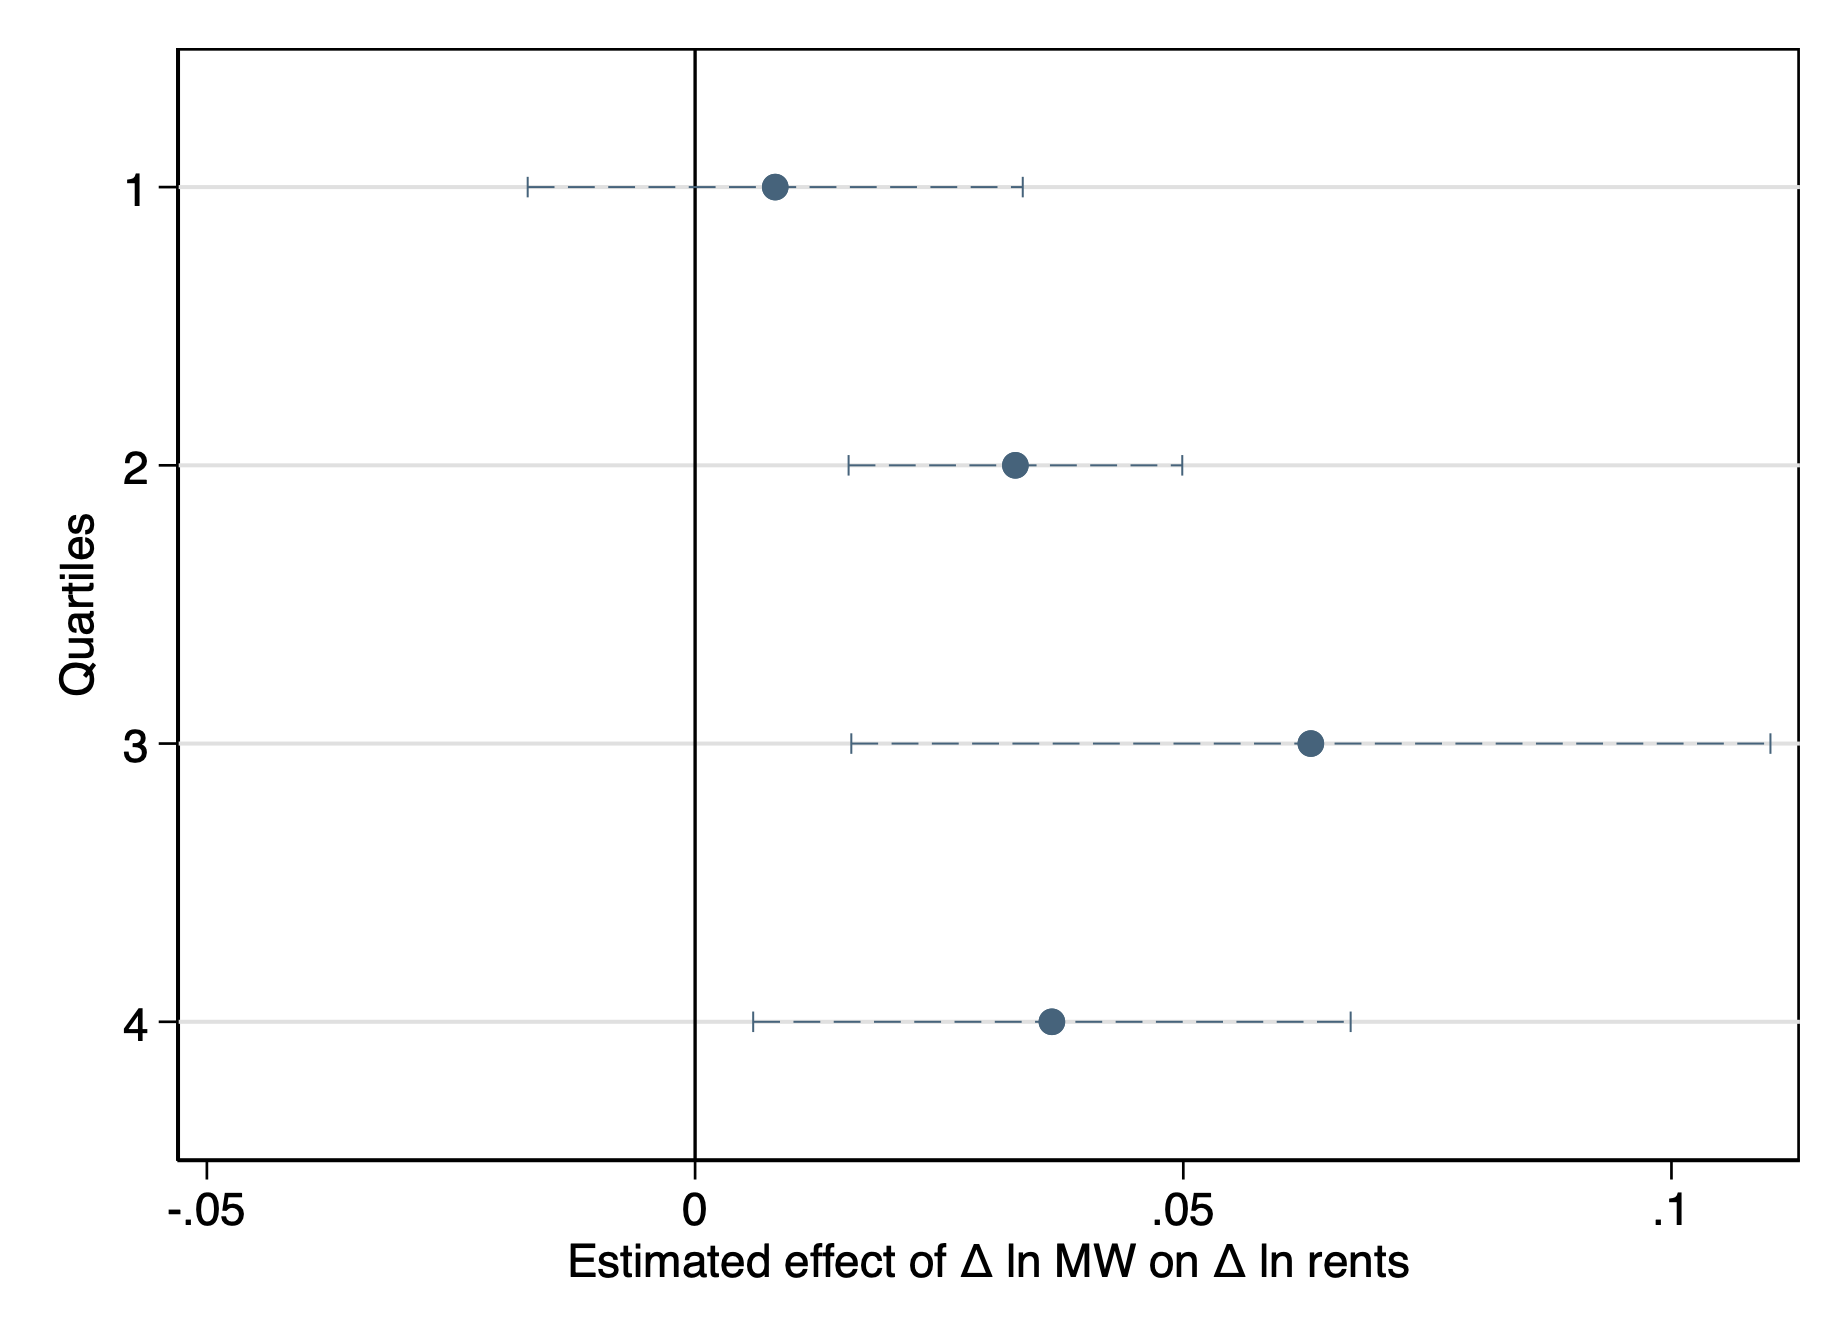 Quartiles
1
2
3
4
-.05 0 .05 .1
Estimated effect of Δ ln MW on Δ ln rents